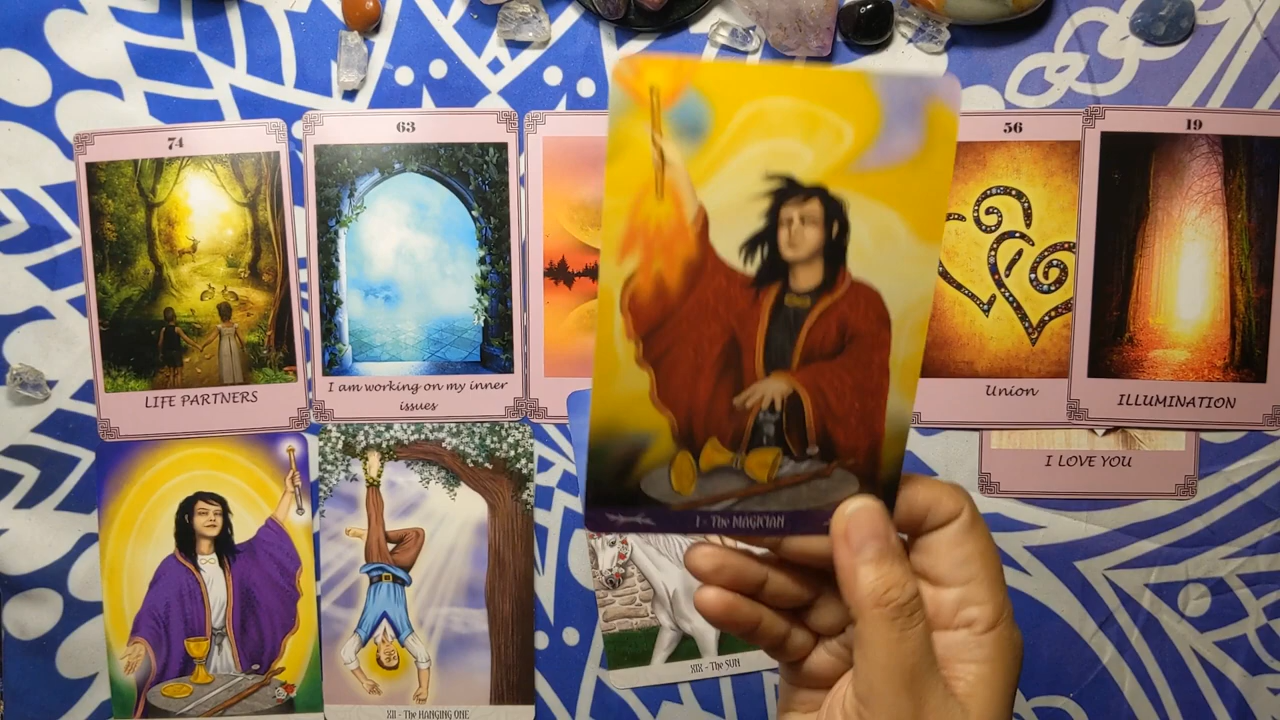 74
LIFE PARTNERS
63
I am working on my inner
issues
56
Union
19
ILLUMINATION
I LOVE YOU
I - The MAGICIAN
XII - The HANGING ONE
XIX - The SUN